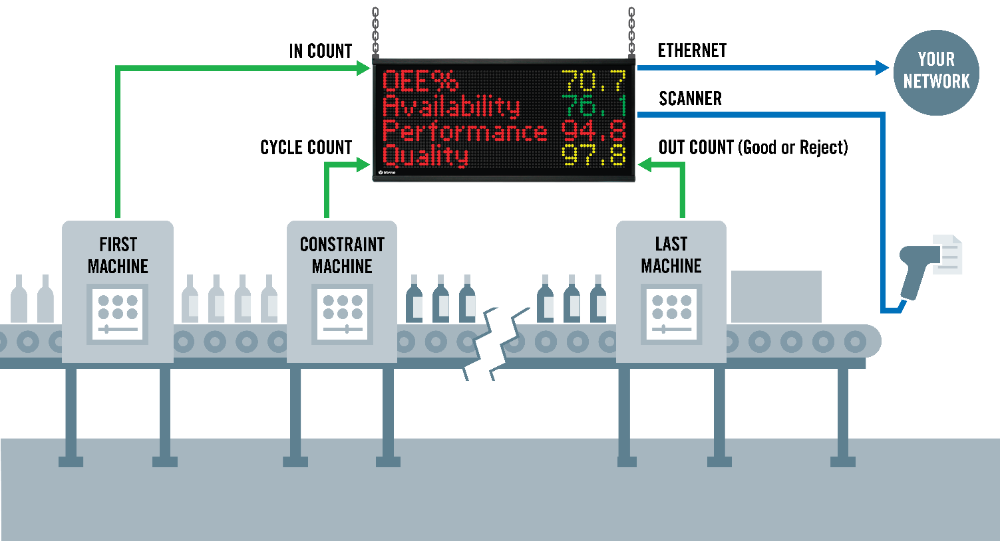 IN COUNT
ETHERNET
YOUR
NETWORK
OEE% 70.7
Availability 76.1
Performance 94.8
Quality 97.8
Vorne
SCANNER
CYCLE COUNT
OUT COUNT (Good or Reject)
FIRST
MACHINE
CONSTRAINT
MACHINE
LAST
MACHINE